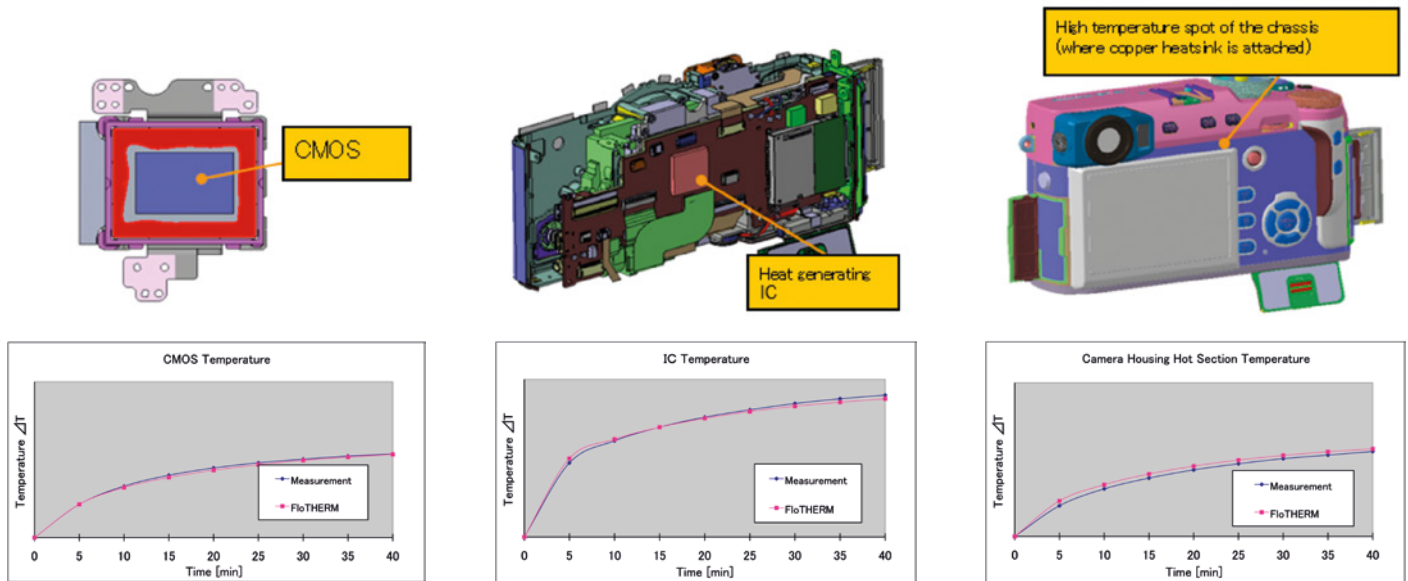 CMOS
Heat generating
IC
High temperature spot of the chassis
(where copper heatsink is attached)
CMOS Temperature
Temperature ⊿T
Measurement
FloTHERM
0 5 10 15 20 25 30 35 40
Time [min]
IC Temperature
Temperature ⊿T
Measurement
FloTHERM
0 5 10 15 20 25 30 35 40
Time [min]
Camera Housing Hot Section Temperature
Temperature ⊿T
Measurement
FloTHERM
0 5 10 15 20 25 30 35 40
Time [min]